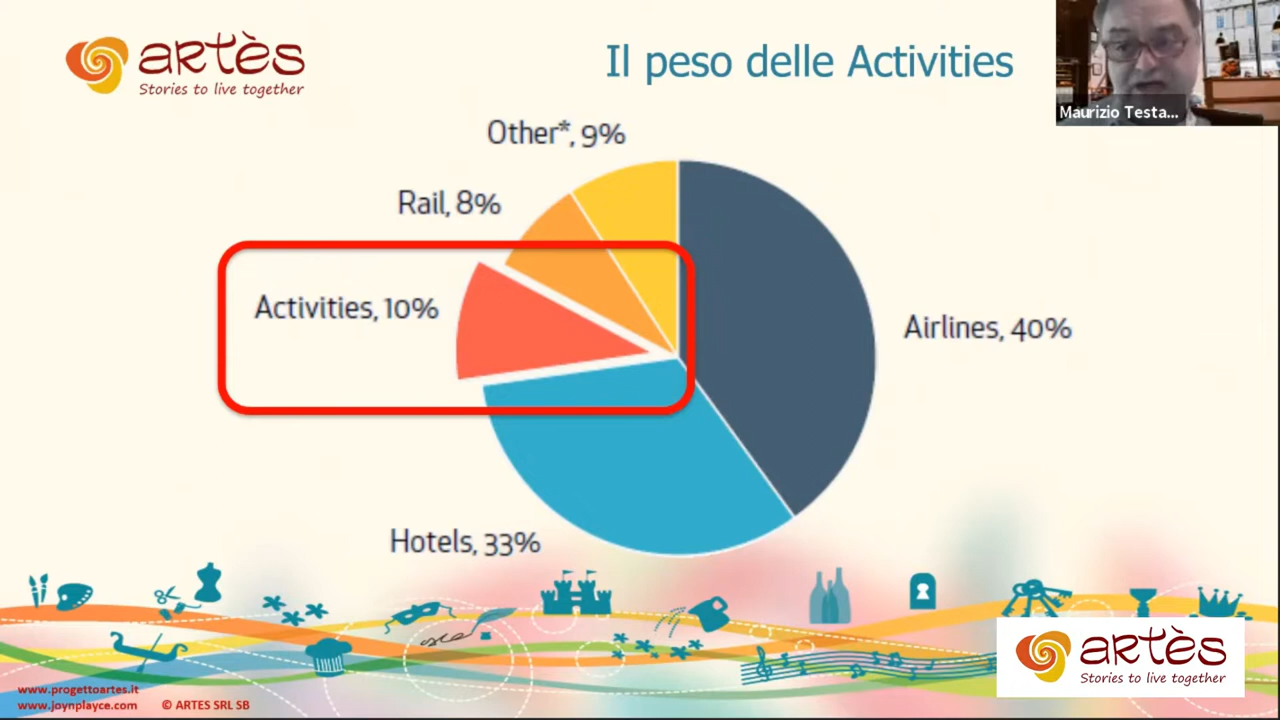 artès
Stories to live together
Il peso delle Activities
Maurizio Testa...
Other*, 9%
Rail, 8%
Activities, 10%
Airlines, 40%
Hotels, 33%
www.progettoartes.it
www.joynplayce.com © ARTES SRL SB
artès
Stories to live together